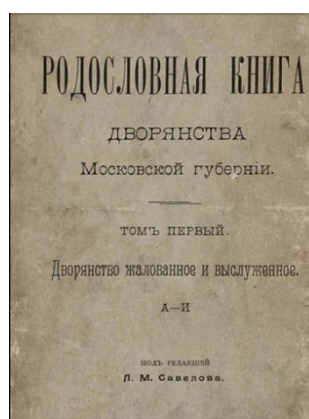 РОДОСЛОВНАЯ КНИГА
ДВОРЯНСТВА
Московской губерніи.
ТОМЪ ПЕРВЫЙ.
Дворянство жалованное и выслуженное.
А—И
ПОДЪ РЕДАКЦІЕЙ
Л. М. Савелова.